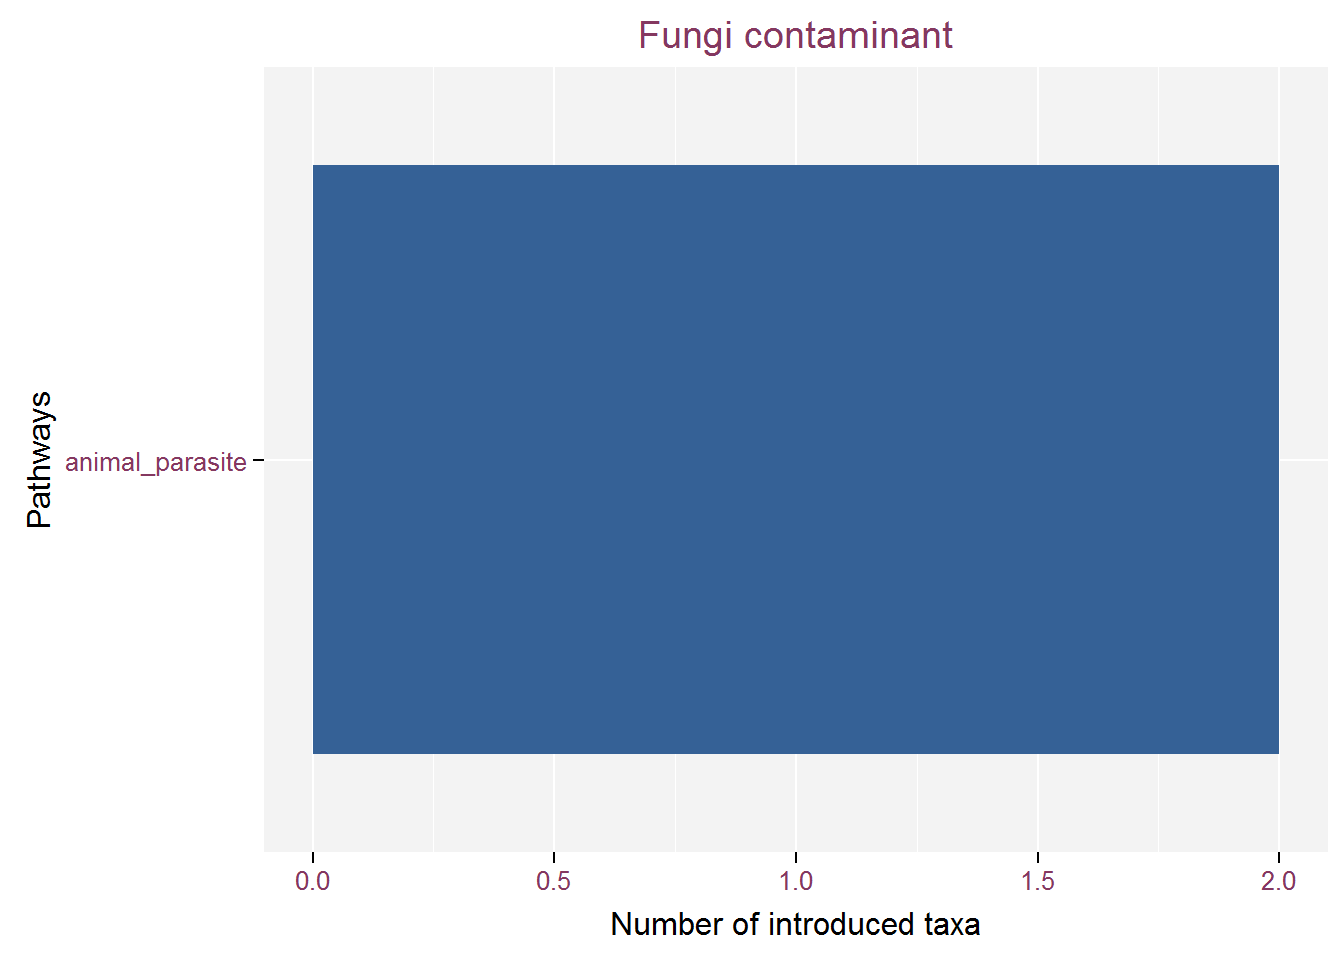 Fungi contaminant
Pathways
animal_parasite
0.0 0.5 1.0 1.5 2.0
Number of introduced taxa